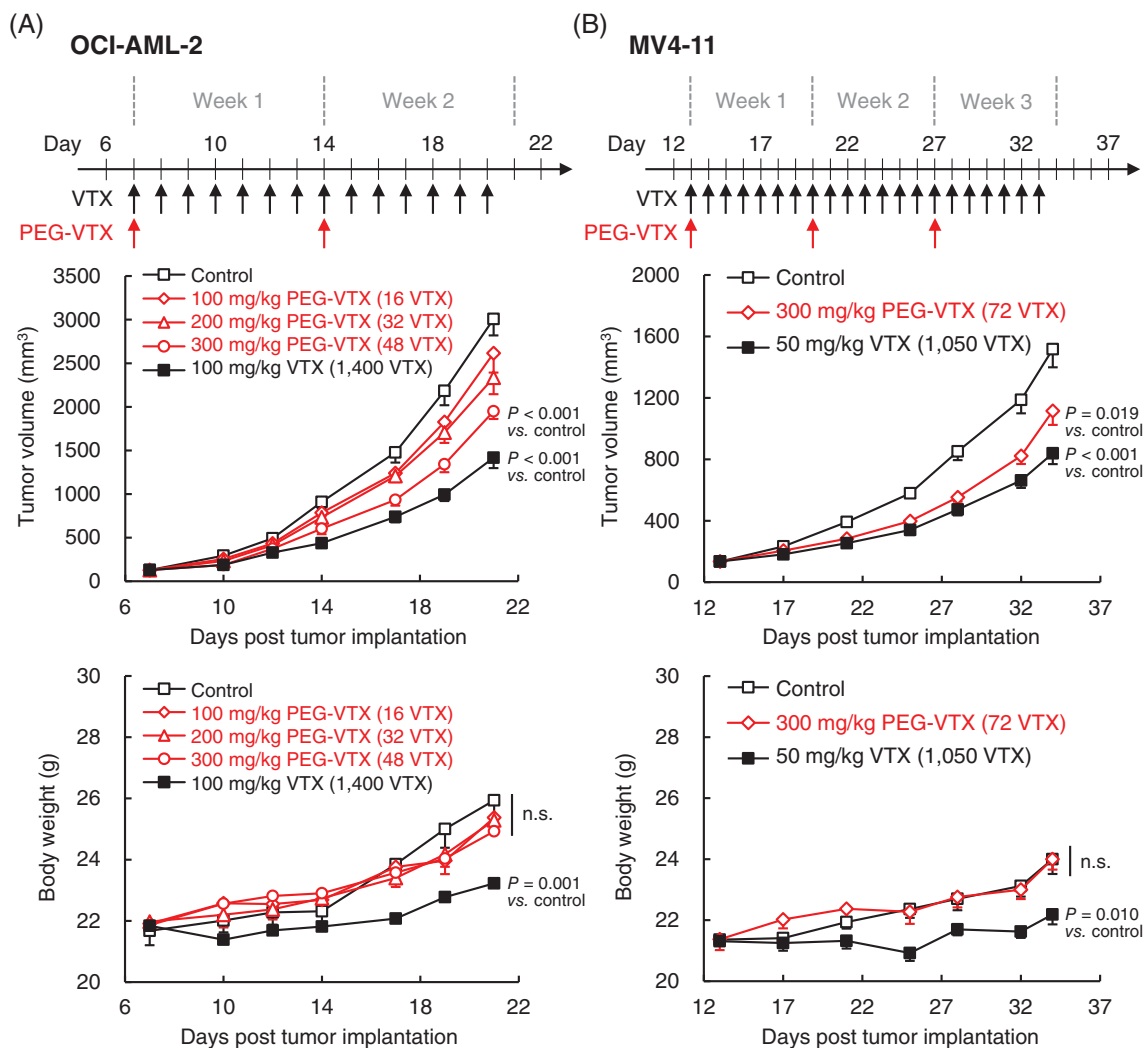 (A)
OCI-AML-2
Week 1 Week 2
Day 6 10 14 18 22
VTX
PEG-VTX
3500
3000
2500
2000
1500
1000
500
0
Tumor volume (mm³)
Control
100 mg/kg PEG-VTX (16 VTX)
200 mg/kg PEG-VTX (32 VTX)
300 mg/kg PEG-VTX (48 VTX)
100 mg/kg VTX (1,400 VTX)
P < 0.001
vs. control
P < 0.001
vs. control
6 10 14 18 22
Days post tumor implantation
30
28
26
24
22
20
Body weight (g)
Control
100 mg/kg PEG-VTX (16 VTX)
200 mg/kg PEG-VTX (32 VTX)
300 mg/kg PEG-VTX (48 VTX)
100 mg/kg VTX (1,400 VTX)
n.s.
P = 0.001
vs. control
6 10 14 18 22
Days post tumor implantation
(B)
MV4-11
Week 1 Week 2 Week 3
Day 12 17 22 27 32 37
VTX
PEG-VTX
2000
1600
1200
800
400
0
Tumor volume (mm³)
Control
300 mg/kg PEG-VTX (72 VTX)
50 mg/kg VTX (1,050 VTX)
P = 0.019
vs. control
P < 0.001
vs. control
12 17 22 27 32 37
Days post tumor implantation
30
28
26
24
22
20
Body weight (g)
Control
300 mg/kg PEG-VTX (72 VTX)
50 mg/kg VTX (1,050 VTX)
n.s.
P = 0.010
vs. control
12 17 22 27 32 37
Days post tumor implantation